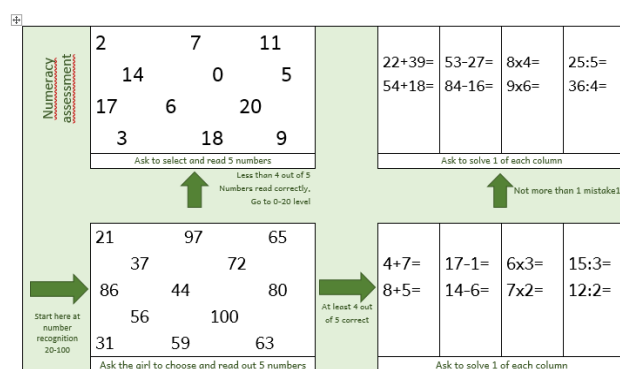 Numeracy
assessment
2 7 11
14 0 5
17 6 20
3 18 9
Ask to select and read 5 numbers
22+39= 53-27= 8x4= 25:5=
54+18= 84-16= 9x6= 36:4=
Ask to solve 1 of each column
Less than 4 out of 5
Numbers read correctly,
Go to 0-20 level
Not more than 1 mistake1
Start here at
number
recognition
20-100
21 97 65
37 72
86 44 80
56 100
31 59 63
Ask the girl to choose and read out 5 numbers
At least 4 out
of 5 correct
4+7= 17-1= 6x3= 15:3=
8+5= 14-6= 7x2= 12:2=
Ask to solve 1 of each column